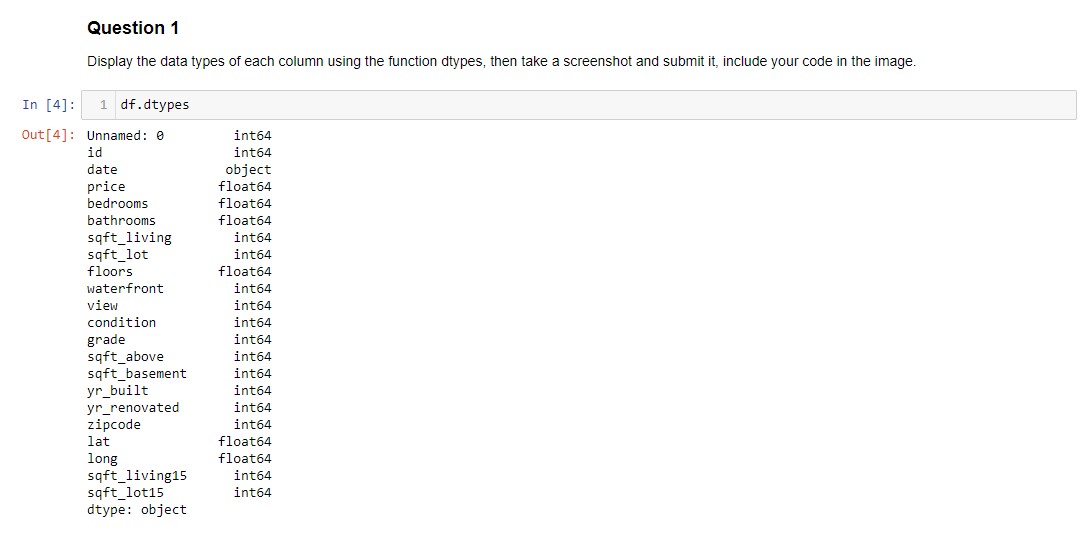 Question 1
Display the data types of each column using the function dtypes, then take a screenshot and submit it, include your code in the image.
In [4]: 1 df.dtypes
Out[4]: Unnamed: 0 int64
id int64
date object
price float64
bedrooms float64
bathrooms float64
sqft_living int64
sqft_lot int64
floors float64
waterfront int64
view int64
condition int64
grade int64
sqft_above int64
sqft_basement int64
yr_built int64
yr_renovated int64
zipcode int64
lat float64
long float64
sqft_living15 int64
sqft_lot15 int64
dtype: object